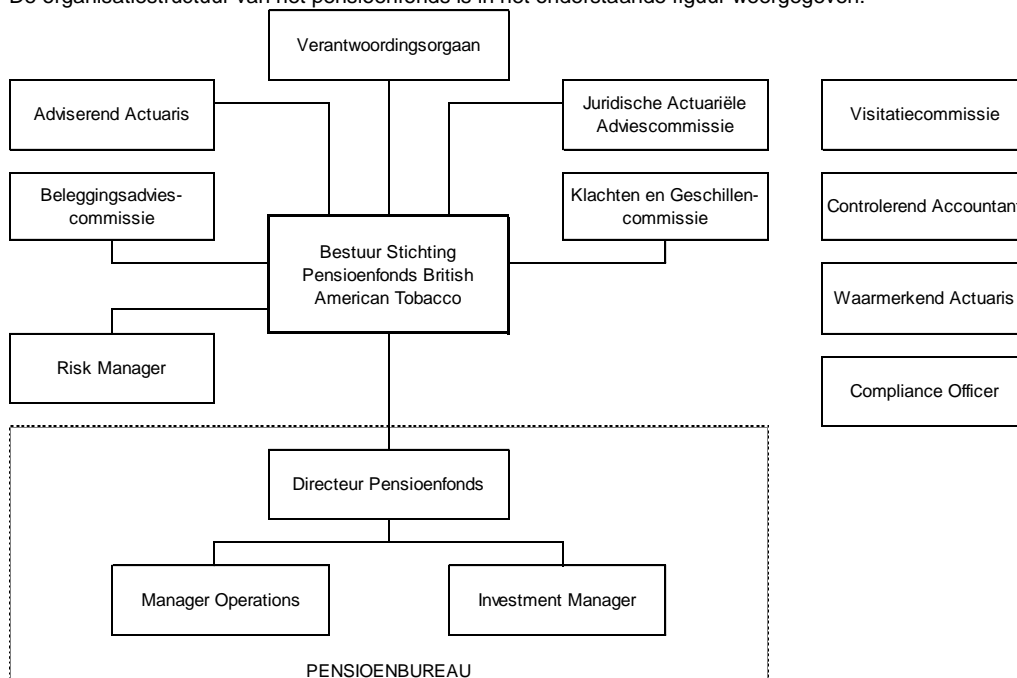 De organisatiestructuur van het pensioenfonds is in het onderstaande figuur weergegeven:
Verantwoordingsorgaan
Adviserend Actuaris
Juridische Actuariële
Adviescommissie
Visitatiecommissie
Beleggingsadvies-
commissie
Klachten en Geschillen-
commissie
Controlerend Accountant
Bestuur Stichting
Pensioenfonds British
American Tobacco
Waarmerkend Actuaris
Risk Manager
Compliance Officer
Directeur Pensioenfonds
Manager Operations
Investment Manager
PENSIOENBUREAU